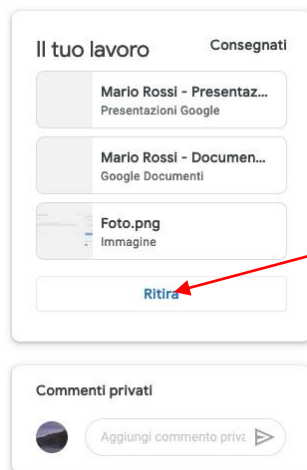 Il tuo lavoro Consegnati
Mario Rossi - Presentaz...
Presentazioni Google
Mario Rossi - Documen...
Google Documenti
Foto.png
Immagine
Ritira
Commenti privati
Aggiungi commento priva